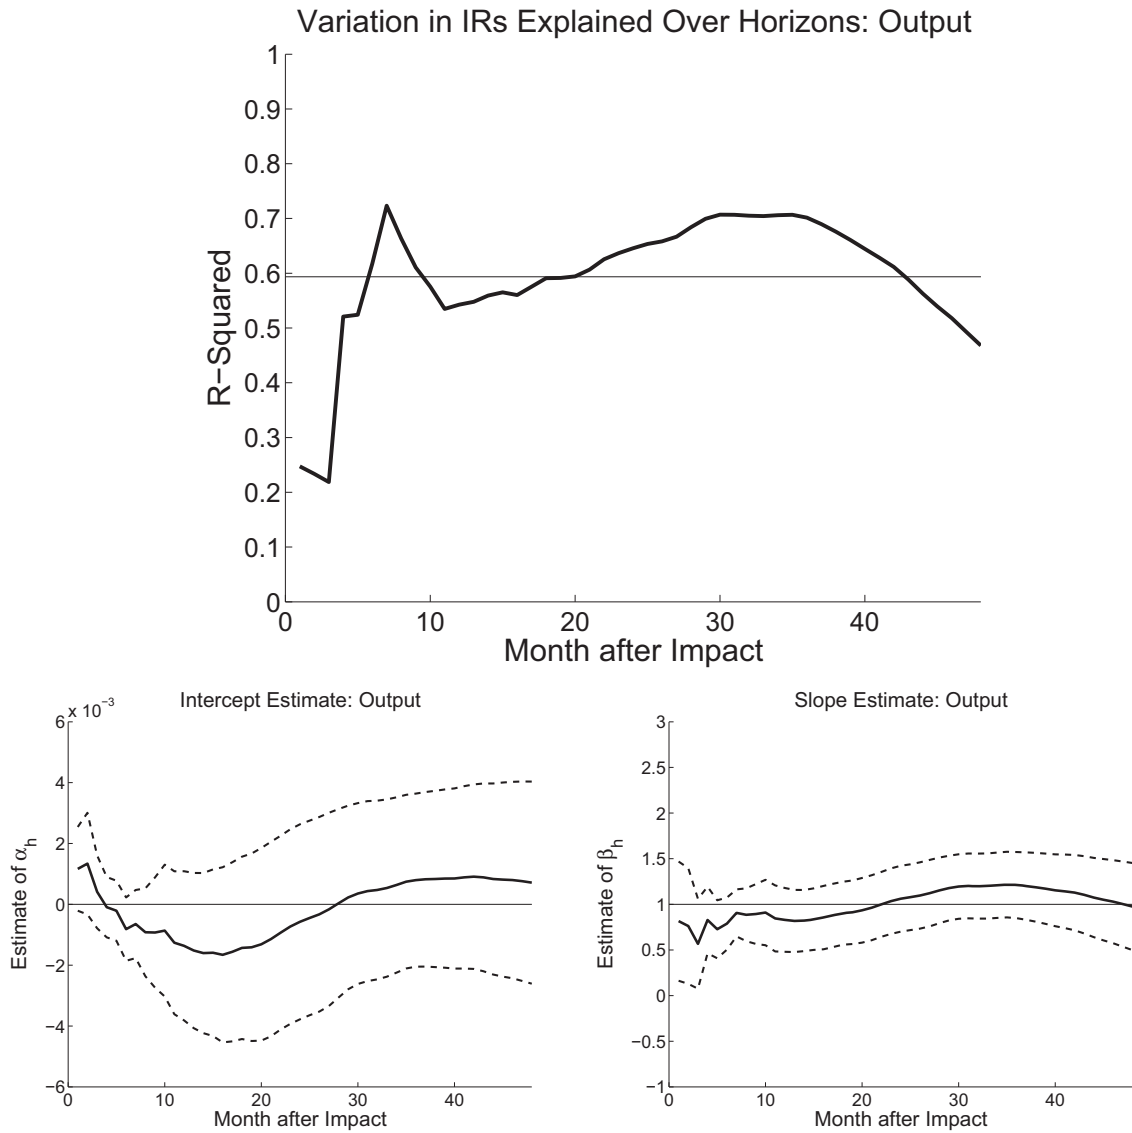 Variation in IRs Explained Over Horizons: Output
1
0.9
0.8
0.7
0.6
0.5
0.4
0.3
0.2
0.1
0
R−Squared
0 10 20 30 40
Month after Impact
Intercept Estimate: Output
x 10−3
6
4
2
0
−2
−4
−6
Estimate of αh
0 10 20 30 40
Month after Impact
Slope Estimate: Output
3
2.5
2
1.5
1
0.5
0
−0.5
−1
Estimate of βh
0 10 20 30 40
Month after Impact